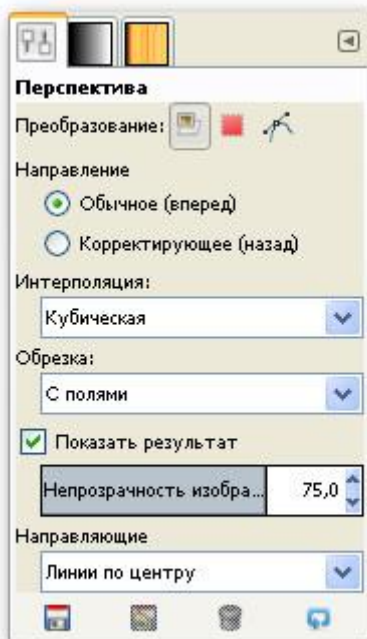 Перспектива
Преобразование:
Направление
Обычное (вперед)
Корректирующее (назад)
Интерполяция:
Кубическая
Обрезка:
С полями
Показать результат
Непрозрачность изобра... 75,0
Направляющие
Линии по центру